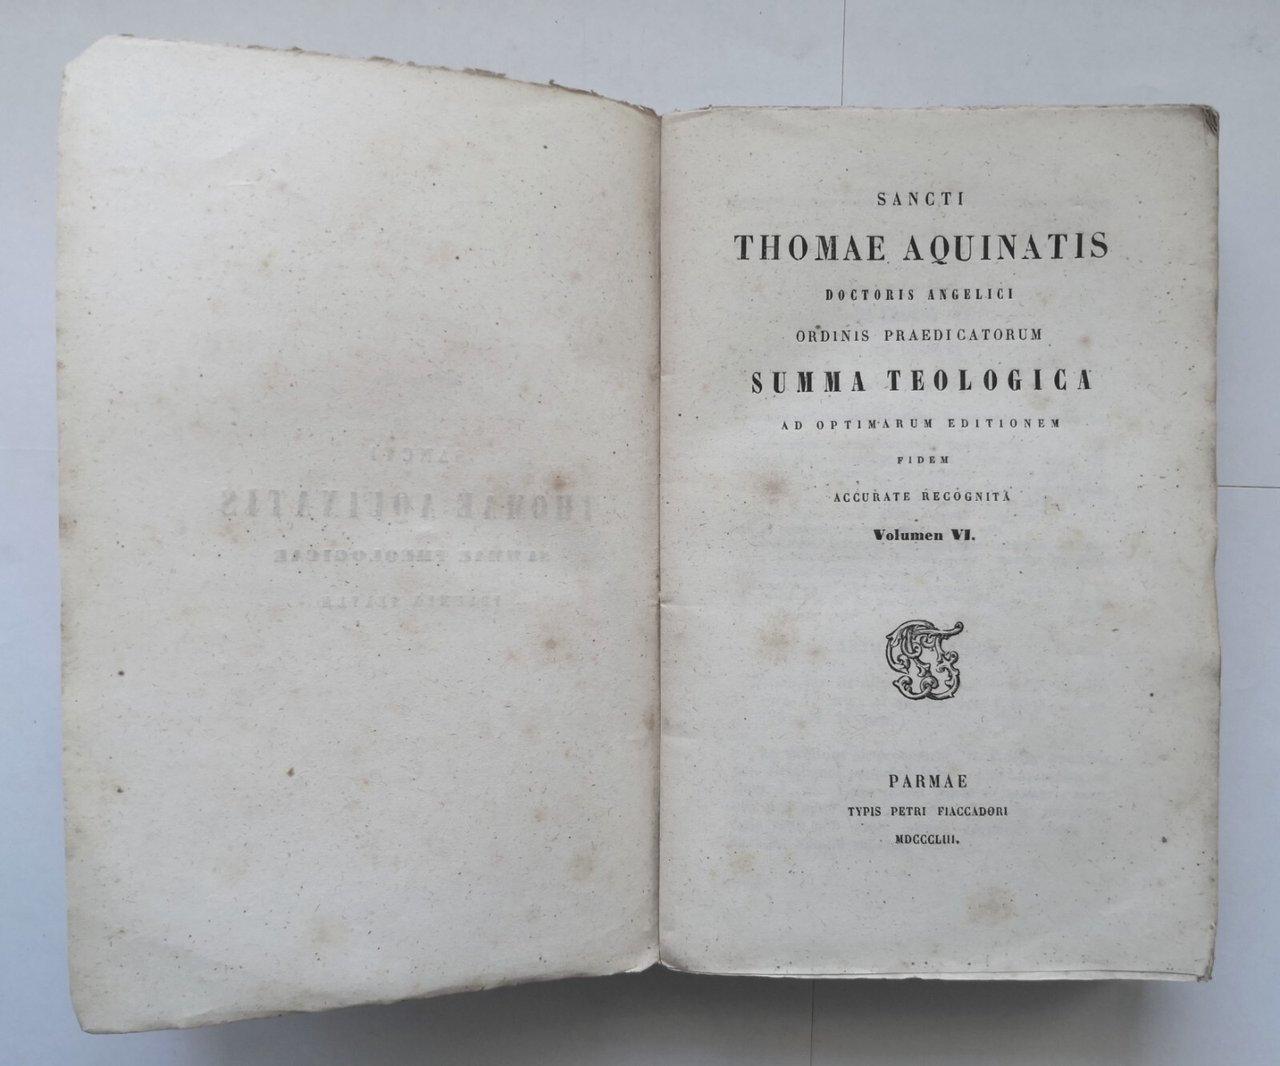 SANCTI
THOMAE AQUINATIS
DOCTORIS ANGELICI
ORDINIS PRAEDICATORUM
SUMMA TEOLOGICA
AD OPTIMARUM EDITIONEM
FIDEM
ACCURATE RECOGNITA
Volumen VI.
PARMAE
TYPIS PETRI FIACCADORI
MDCCCLIII.